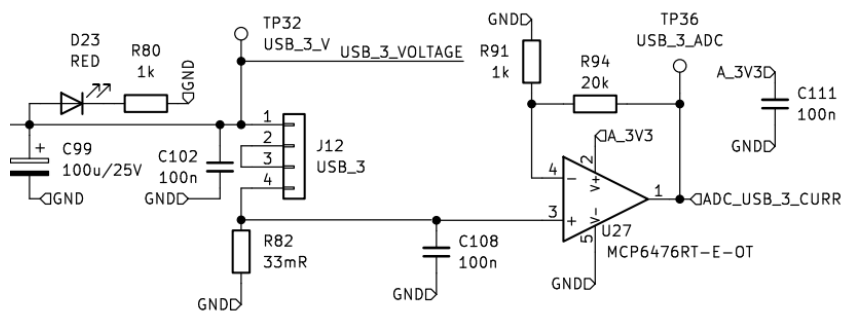 TP32
USB_3_V
USB_3_VOLTAGE
D23
RED
R80
1k
GND
+
C99
100u/25V
GND
C102
100n
GND
1
2
3
4
J12
USB_3
R82
33mR
GND
C108
100n
GND
GND
R91
1k
R94
20k
TP36
USB_3_ADC
A_3V3
C111
100n
GND
A_3V3
4
-
2
V+
3
+
V-
5
1
ADC_USB_3_CURR
U27
MCP6476RT-E-OT
GND